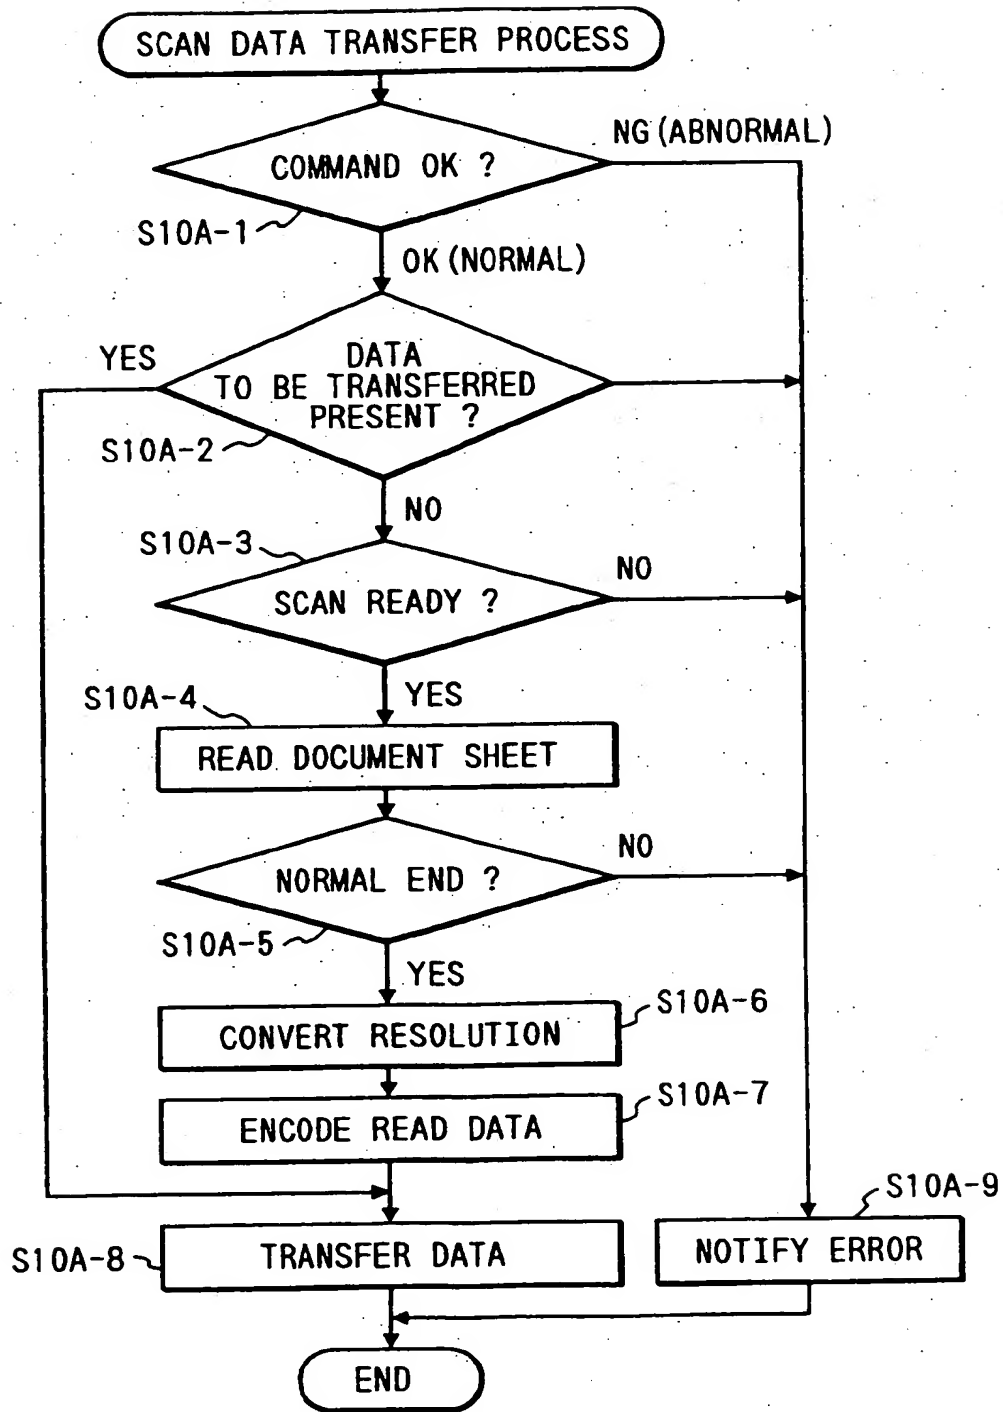 SCAN DATA TRANSFER PROCESS
NG (ABNORMAL)
COMMAND OK ?
S10A-1
OK (NORMAL)
YES
DATA
TO BE TRANSFERRED
PRESENT ?
S10A-2
NO
S10A-3
NO
SCAN READY ?
YES
S10A-4
READ DOCUMENT SHEET
NO
NORMAL END ?
S10A-5
YES
S10A-6
CONVERT RESOLUTION
S10A-7
ENCODE READ DATA
S10A-9
S10A-8
TRANSFER DATA
NOTIFY ERROR
END